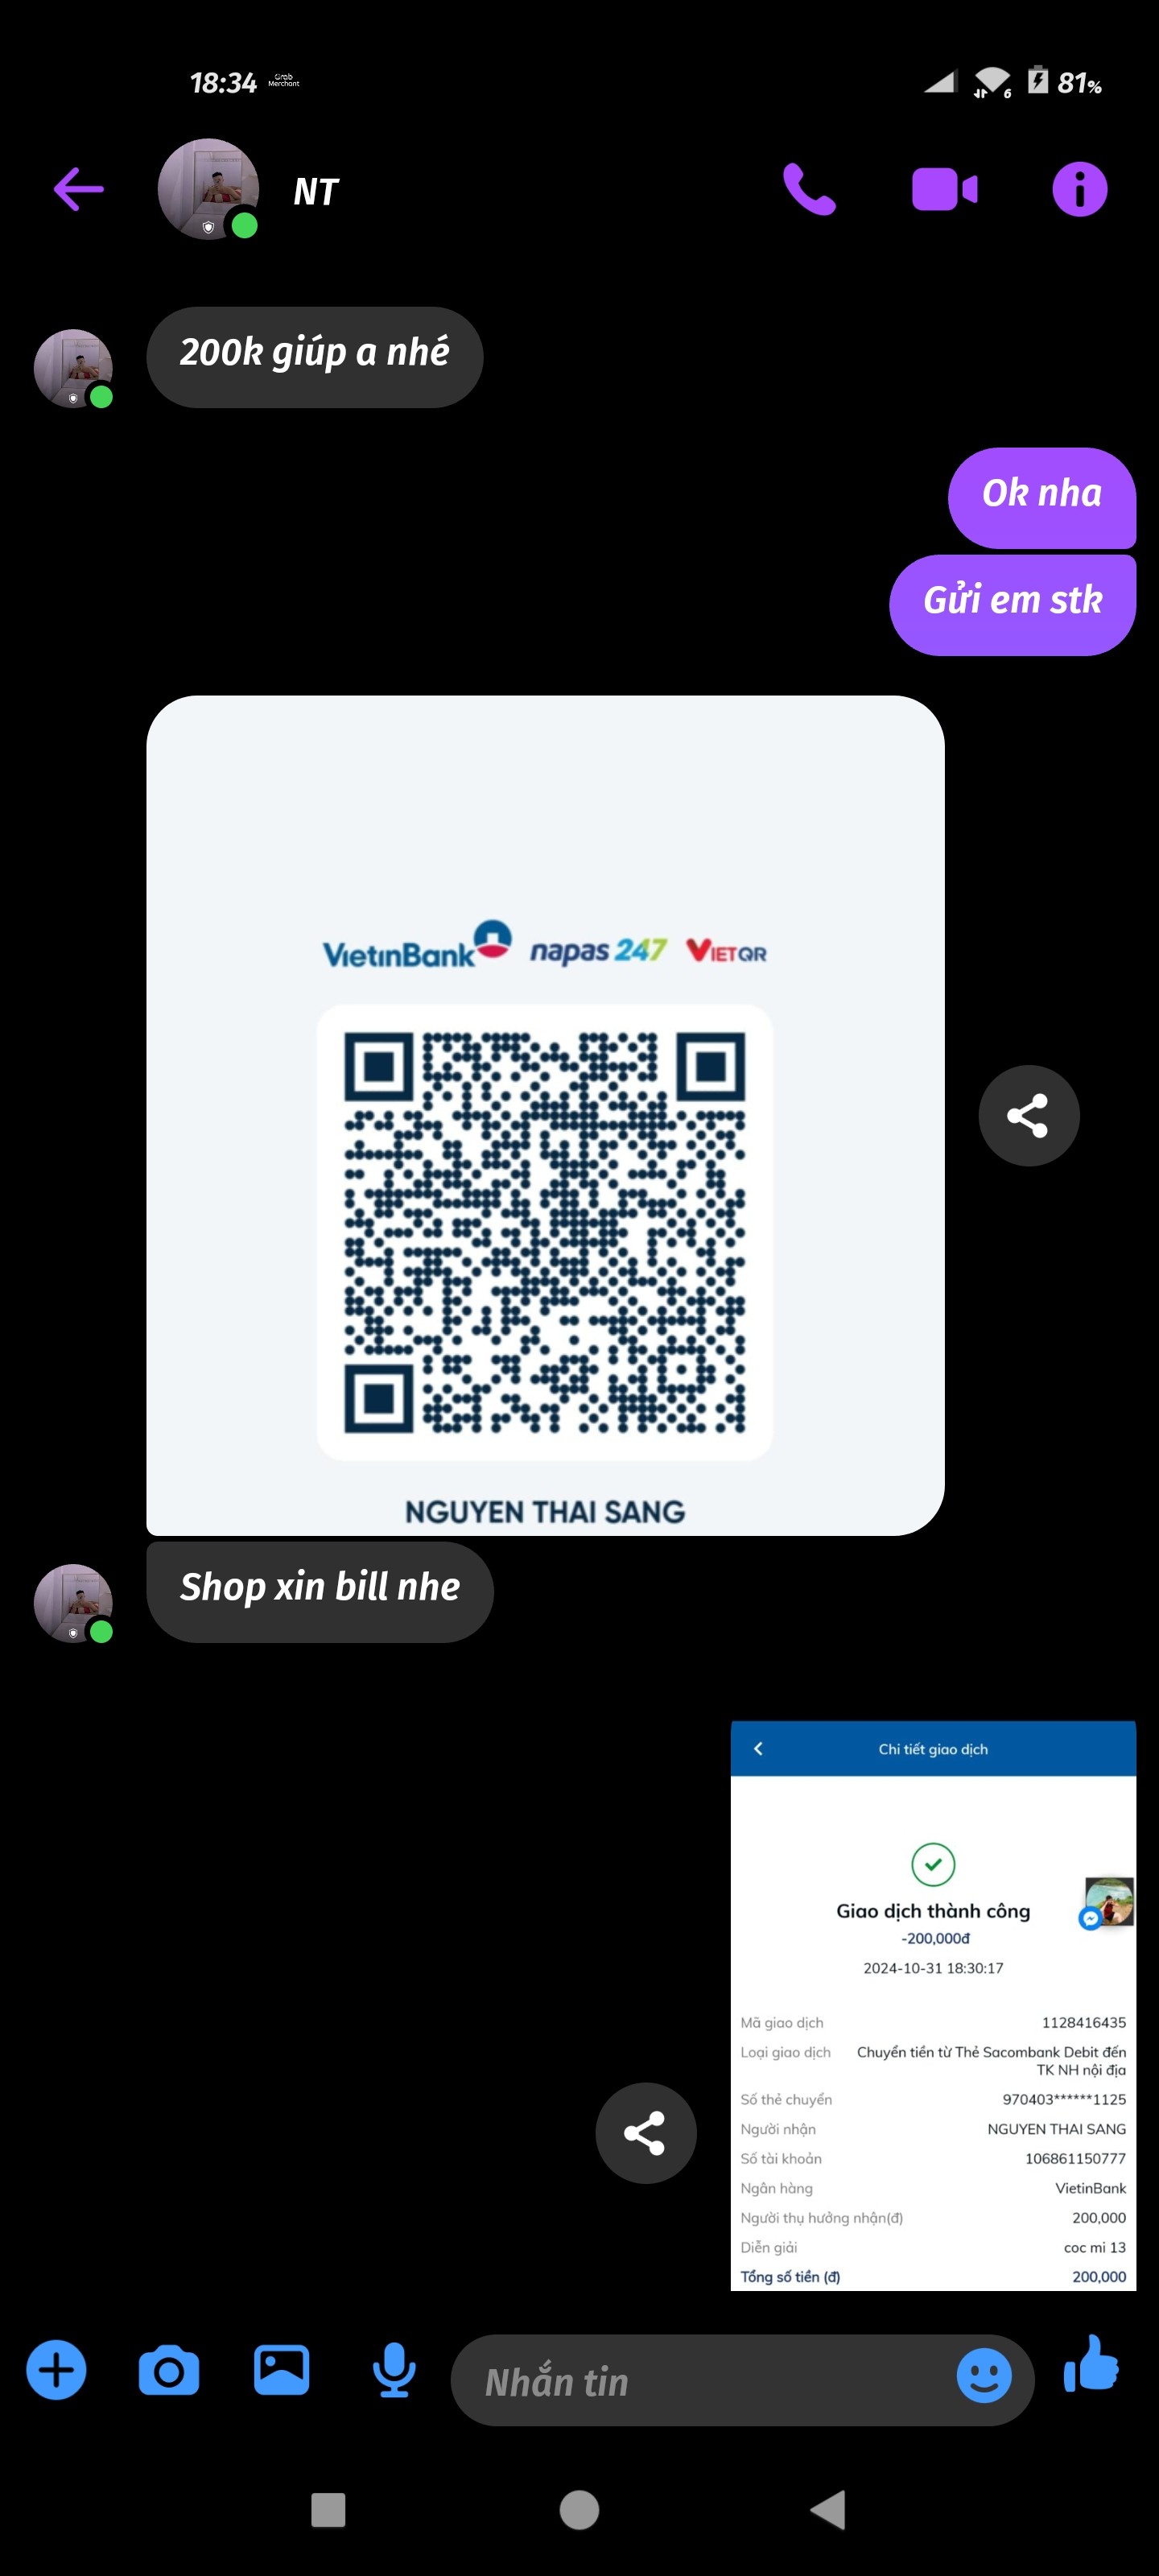 18:34 Grab Merchant 6 81%
NT
200k giúp a nhé
Ok nha
Gửi em stk
VietinBank napas 247 VIETQR
NGUYEN THAI SANG
Shop xin bill nhe
Chi tiết giao dịch
Giao dịch thành công
-200,000đ
2024-10-31 18:30:17
Mã giao dịch 1128416435
Loại giao dịch Chuyển tiền từ Thẻ Sacombank Debit đến
TK NH nội địa
Số thẻ chuyển 970403******1125
Người nhận NGUYEN THAI SANG
Số tài khoản 106861150777
Ngân hàng VietinBank
Người thụ hưởng nhận(đ) 200,000
Diễn giải coc mi 13
Tổng số tiền (đ) 200,000
Nhắn tin